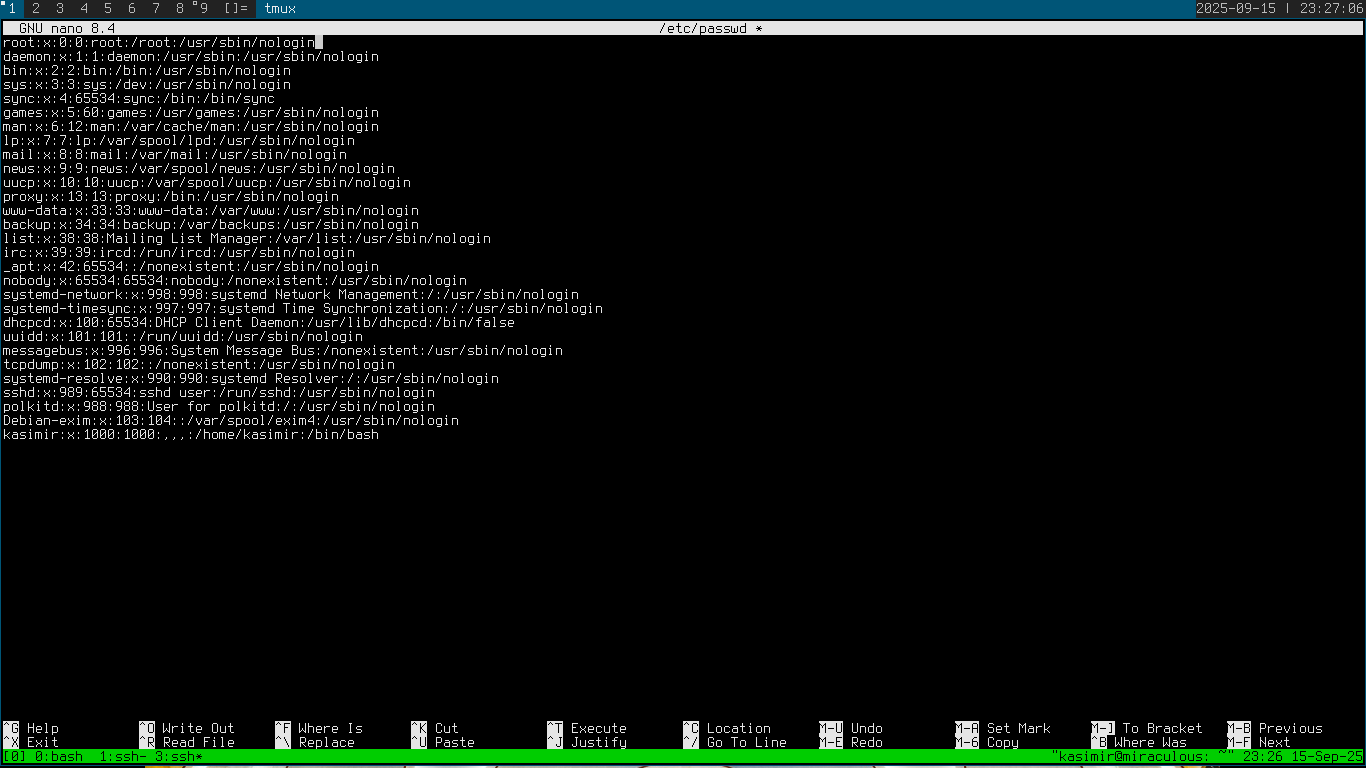 1 2 3 4 5 6 7 8 9 []= tmux 2025-09-15 | 23:27:06
GNU nano 8.4 /etc/passwd *
root:x:0:0:root:/root:/usr/sbin/nologin
daemon:x:1:1:daemon:/usr/sbin:/usr/sbin/nologin
bin:x:2:2:bin:/bin:/usr/sbin/nologin
sys:x:3:3:sys:/dev:/usr/sbin/nologin
sync:x:4:65534:sync:/bin:/bin/sync
games:x:5:60:games:/usr/games:/usr/sbin/nologin
man:x:6:12:man:/var/cache/man:/usr/sbin/nologin
lp:x:7:7:lp:/var/spool/lpd:/usr/sbin/nologin
mail:x:8:8:mail:/var/mail:/usr/sbin/nologin
news:x:9:9:news:/var/spool/news:/usr/sbin/nologin
uucp:x:10:10:uucp:/var/spool/uucp:/usr/sbin/nologin
proxy:x:13:13:proxy:/bin:/usr/sbin/nologin
www-data:x:33:33:www-data:/var/www:/usr/sbin/nologin
backup:x:34:34:backup:/var/backups:/usr/sbin/nologin
list:x:38:38:Mailing List Manager:/var/list:/usr/sbin/nologin
irc:x:39:39:ircd:/run/ircd:/usr/sbin/nologin
_apt:x:42:65534::/nonexistent:/usr/sbin/nologin
nobody:x:65534:65534:nobody:/nonexistent:/usr/sbin/nologin
systemd-network:x:998:998:systemd Network Management:/:/usr/sbin/nologin
systemd-timesync:x:997:997:systemd Time Synchronization:/:/usr/sbin/nologin
dhcpcd:x:100:65534:DHCP Client Daemon:/usr/lib/dhcpcd:/bin/false
uuidd:x:101:101::/run/uuidd:/usr/sbin/nologin
messagebus:x:996:996:System Message Bus:/nonexistent:/usr/sbin/nologin
tcpdump:x:102:102::/nonexistent:/usr/sbin/nologin
systemd-resolve:x:990:990:systemd Resolver:/:/usr/sbin/nologin
sshd:x:989:65534:sshd user:/run/sshd:/usr/sbin/nologin
polkitd:x:988:988:User for polkitd:/:/usr/sbin/nologin
Debian-exim:x:103:104::/var/spool/exim4:/usr/sbin/nologin
kasimir:x:1000:1000:,,,:/home/kasimir:/bin/bash
^G Help ^O Write Out ^F Where Is ^K Cut ^T Execute ^C Location M-U Undo M-A Set Mark M-] To Bracket M-B Previous
^X Exit ^R Read File ^\ Replace ^U Paste ^J Justify ^/ Go To Line M-E Redo M-6 Copy ^B Where Was M-F Next
[0] 0:bash 1:ssh- 3:ssh* "kasimir@miraculous: ~" 23:26 15-Sep-25